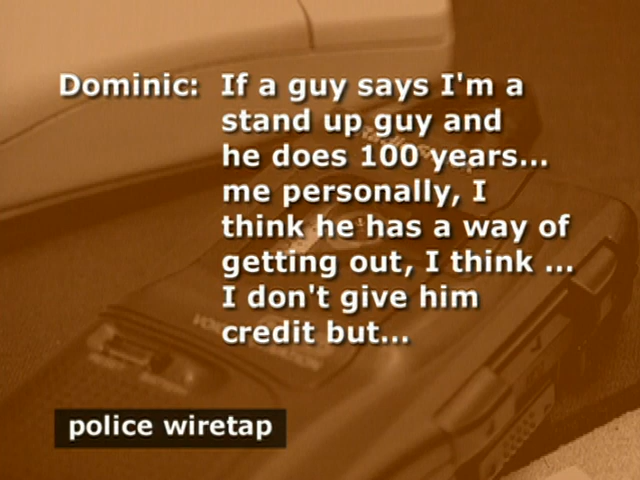 Dominic: If a guy says I'm a
stand up guy and
he does 100 years...
me personally, I
think he has a way of
getting out, I think ...
I don't give him
credit but...
police wiretap